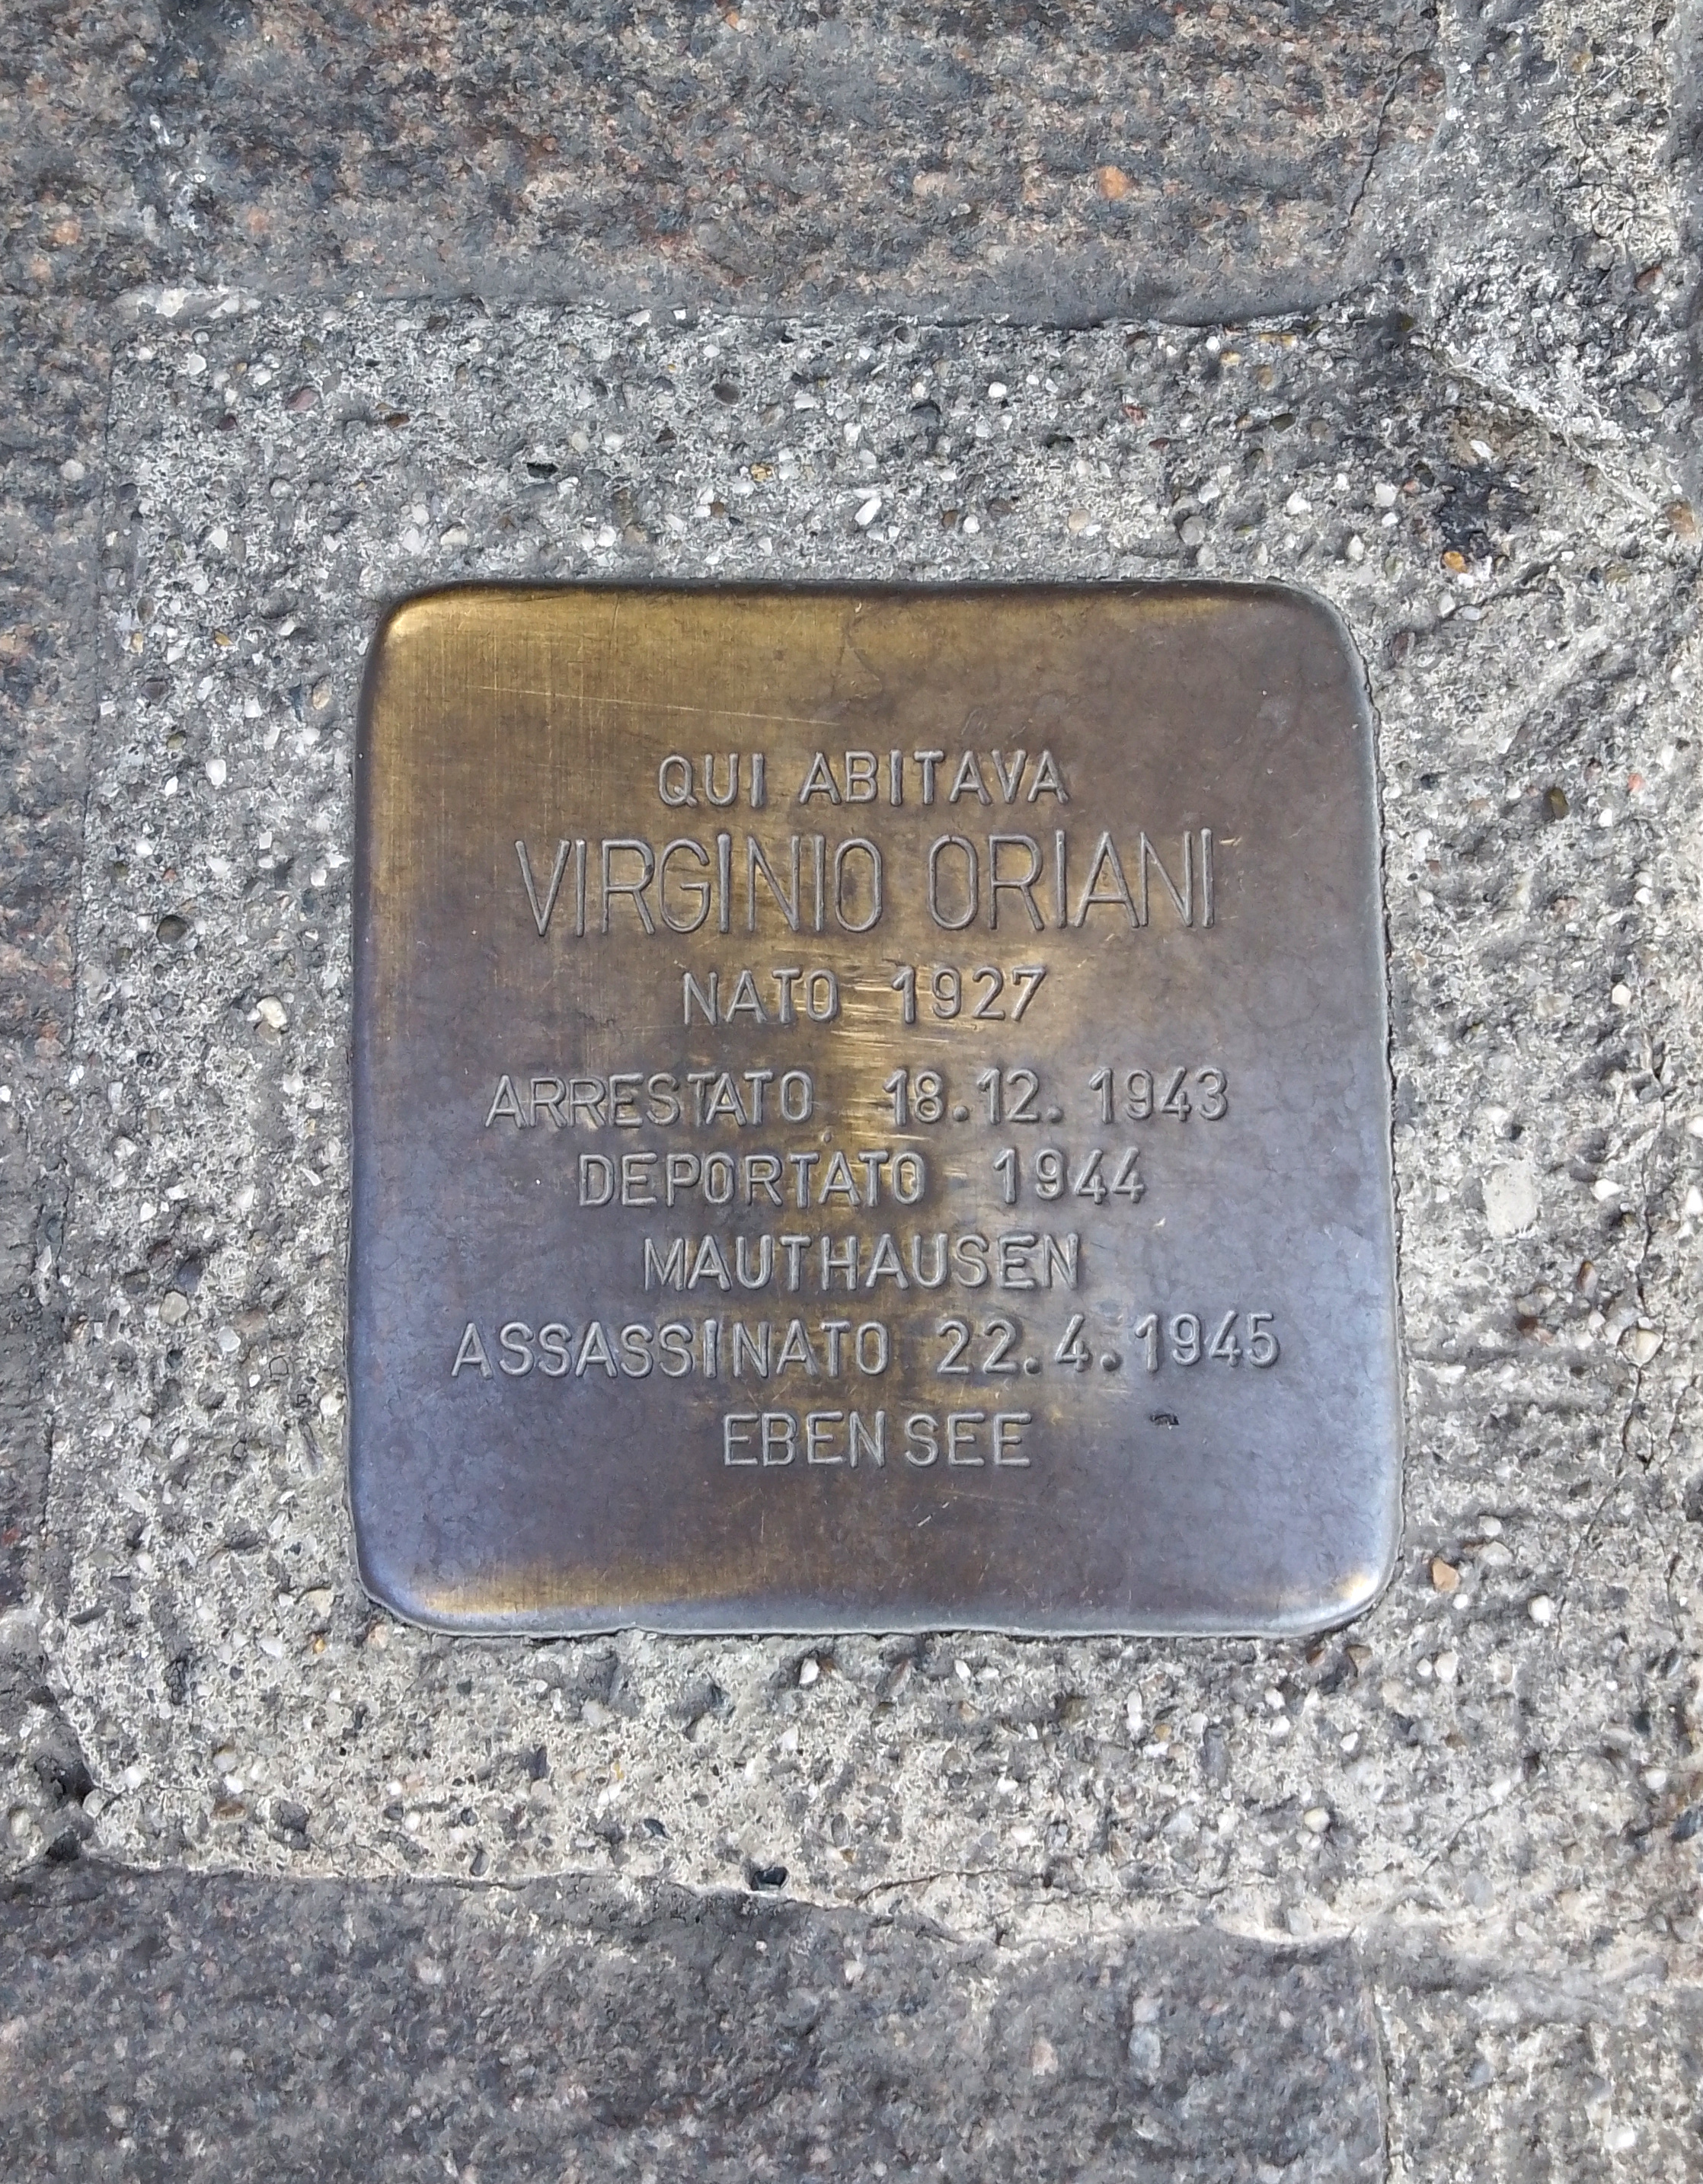 QUI ABITAVA
VIRGINIO ORIANI
NATO 1927
ARRESTATO 18.12.1943
DEPORTATO 1944
MAUTHAUSEN
ASSASSINATO 22.4.1945
EBENSEE